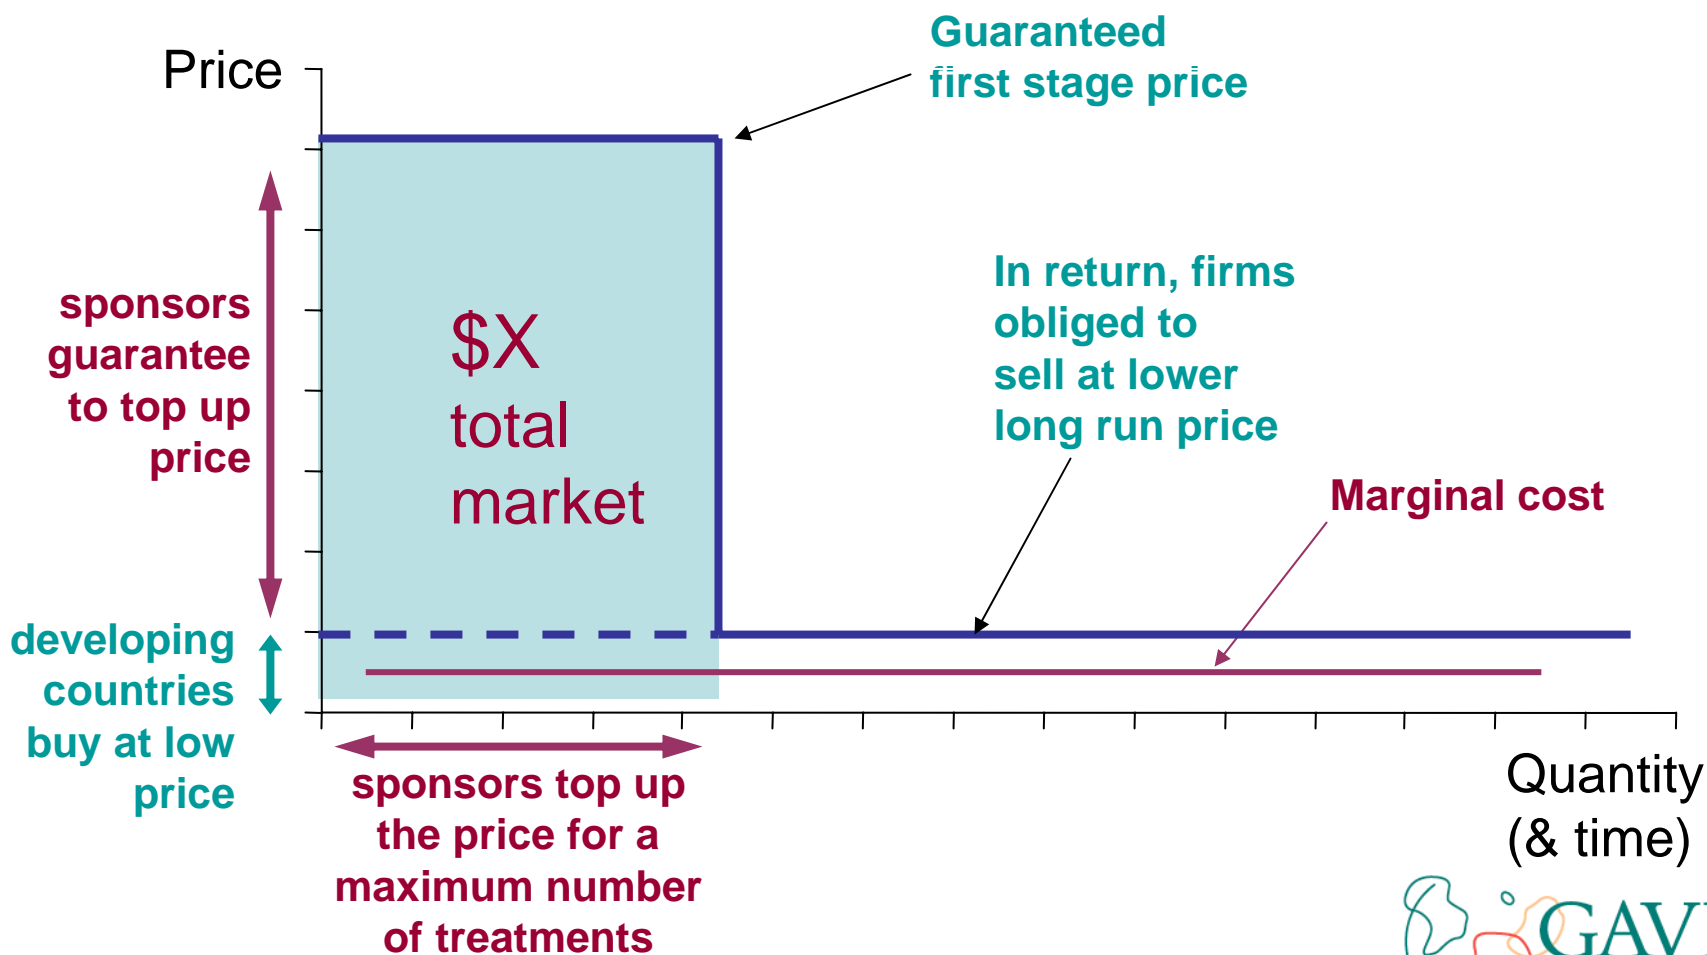 Price
Guaranteed
first stage price
sponsors
guarantee
to top up
price
$X
total
market
In return, firms
obliged to
sell at lower
long run price
Marginal cost
developing
countries
buy at low
price
sponsors top up
the price for a
maximum number
of treatments
Quantity
(& time)
GAVI